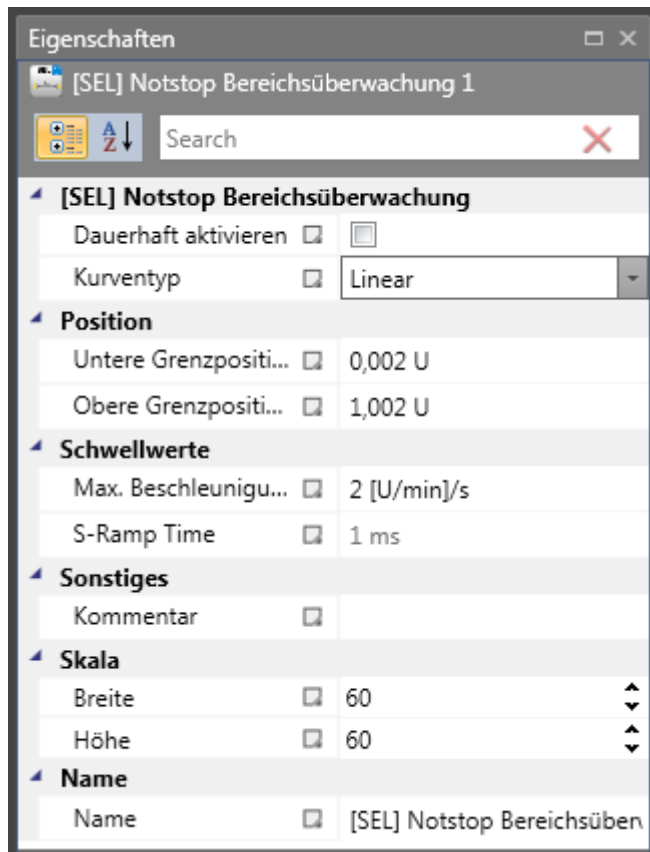 Eigenschaften
[SEL] Notstop Bereichsüberwachung 1
A Z Search
[SEL] Notstop Bereichsüberwachung
Dauerhaft aktivieren
Kurventyp Linear
Position
Untere Grenzpositi... 0,002 U
Obere Grenzpositi... 1,002 U
Schwellwerte
Max. Beschleunigu... 2 [U/min]/s
S-Ramp Time 1 ms
Sonstiges
Kommentar
Skala
Breite 60
Höhe 60
Name
Name [SEL] Notstop Bereichsüben